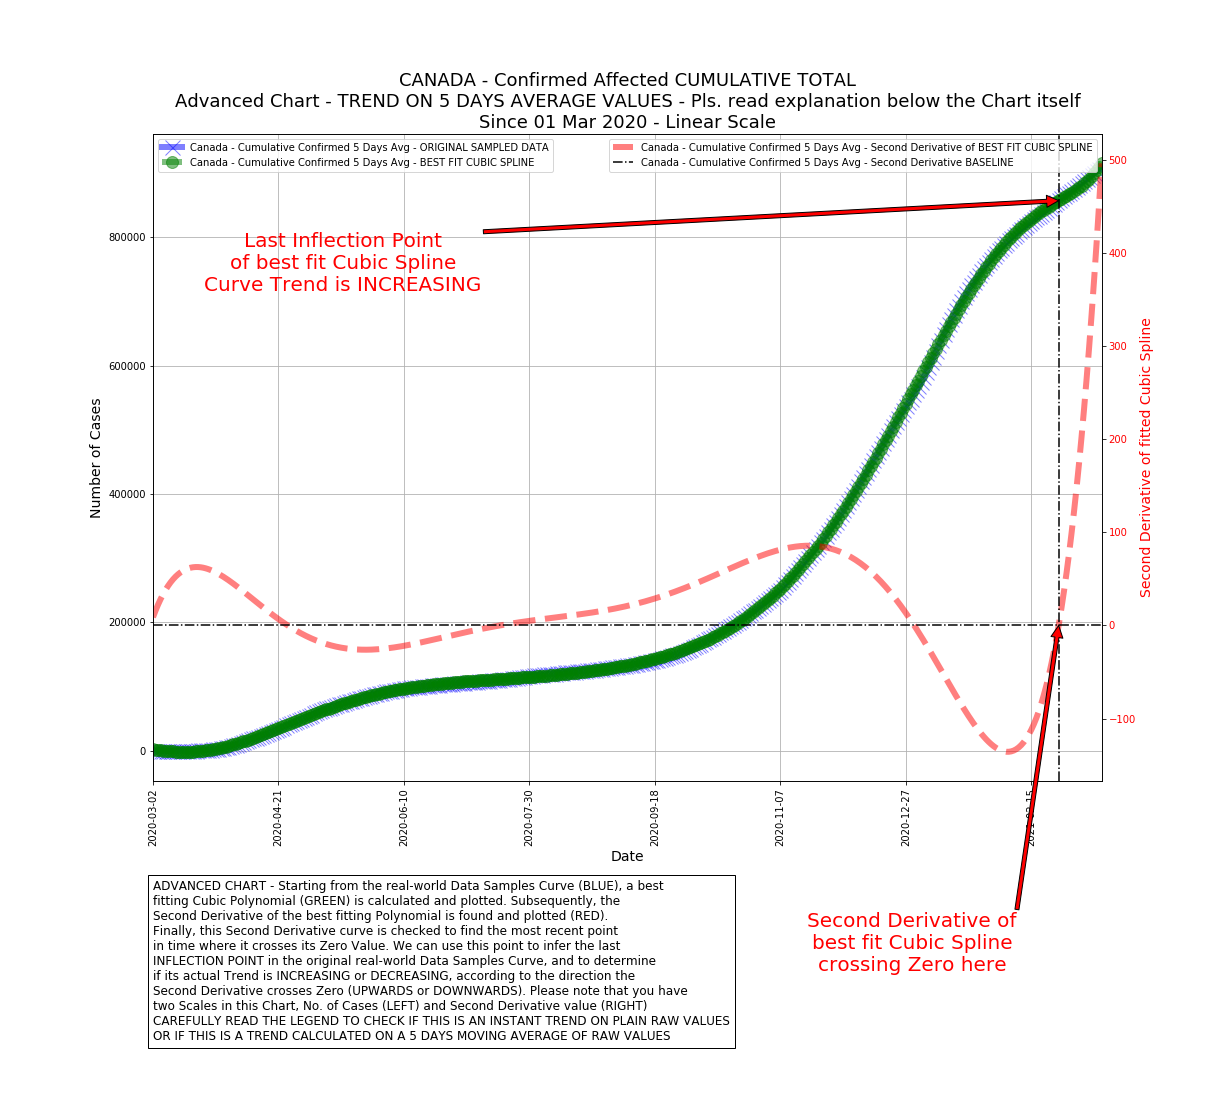 CANADA - Confirmed Affected CUMULATIVE TOTAL
Advanced Chart - TREND ON 5 DAYS AVERAGE VALUES - Pls. read explanation below the Chart itself
Since 01 Mar 2020 - Linear Scale
Canada - Cumulative Confirmed 5 Days Avg - ORIGINAL SAMPLED DATA
Canada - Cumulative Confirmed 5 Days Avg - BEST FIT CUBIC SPLINE
Canada - Cumulative Confirmed 5 Days Avg - Second Derivative of BEST FIT CUBIC SPLINE
Canada - Cumulative Confirmed 5 Days Avg - Second Derivative BASELINE
Last Inflection Point
of best fit Cubic Spline
Curve Trend is INCREASING
Number of Cases
800000
600000
400000
200000
0
500
400
300
200
100
0
−100
Second Derivative of fitted Cubic Spline
2020-03-02
2020-04-21
2020-06-10
2020-07-30
2020-09-18
2020-11-07
2020-12-27
2021-02-15
Date
Second Derivative of
best fit Cubic Spline
crossing Zero here
ADVANCED CHART - Starting from the real-world Data Samples Curve (BLUE), a best
fitting Cubic Polynomial (GREEN) is calculated and plotted. Subsequently, the
Second Derivative of the best fitting Polynomial is found and plotted (RED).
Finally, this Second Derivative curve is checked to find the most recent point
in time where it crosses its Zero Value. We can use this point to infer the last
INFLECTION POINT in the original real-world Data Samples Curve, and to determine
if its actual Trend is INCREASING or DECREASING, according to the direction the
Second Derivative crosses Zero (UPWARDS or DOWNWARDS). Please note that you have
two Scales in this Chart, No. of Cases (LEFT) and Second Derivative value (RIGHT)
CAREFULLY READ THE LEGEND TO CHECK IF THIS IS AN INSTANT TREND ON PLAIN RAW VALUES
OR IF THIS IS A TREND CALCULATED ON A 5 DAYS MOVING AVERAGE OF RAW VALUES